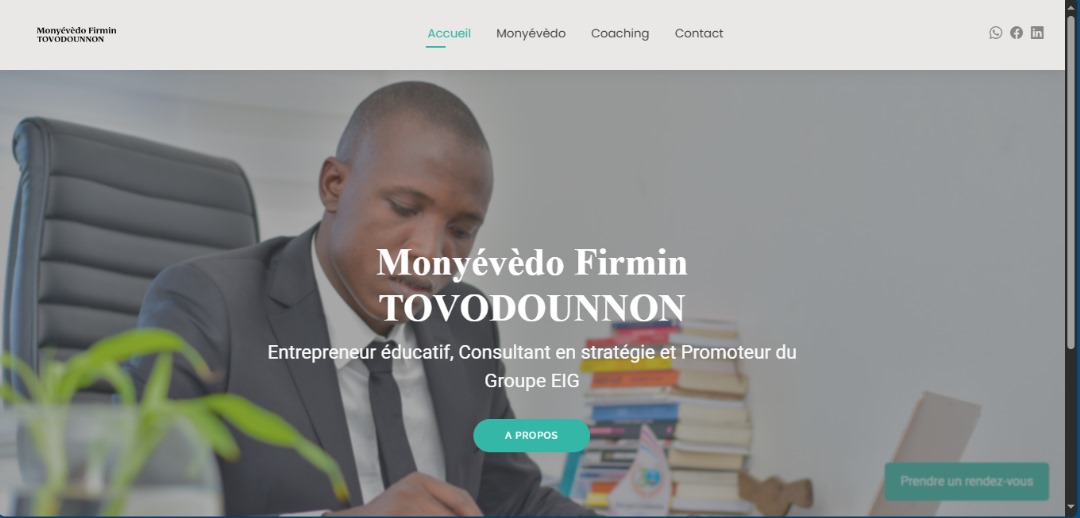 Monyévèdo Firmin
TOVODOUNNON
Accueil
Monyévèdo
Coaching
Contact
Monyévèdo Firmin
TOVODOUNNON
Entrepreneur éducatif, Consultant en stratégie et Promoteur du
Groupe EIG
A PROPOS
Prendre un rendez-vous